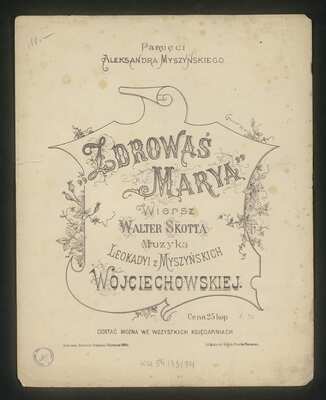 Pamięci
ALEKSANDRA MYSZYŃSKIEGO
„ZDROWAŚ
MARYA”
Wiersz
WALTER SKOTTA
Muzyka
LEOKADYI z MYSZYŃSKICH
WOJCIECHOWSKIEJ.
Cena 25 kop
DOSTAĆ MOŻNA WE WSZYSTKICH KSIĘGARNIACH